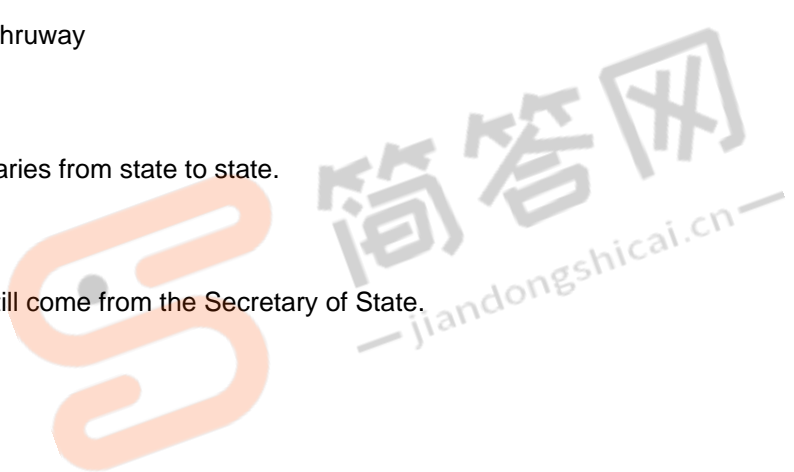 hruway
aries from state to state.
ill come from the Secretary of State.
简答网
jiandongshicai.cn